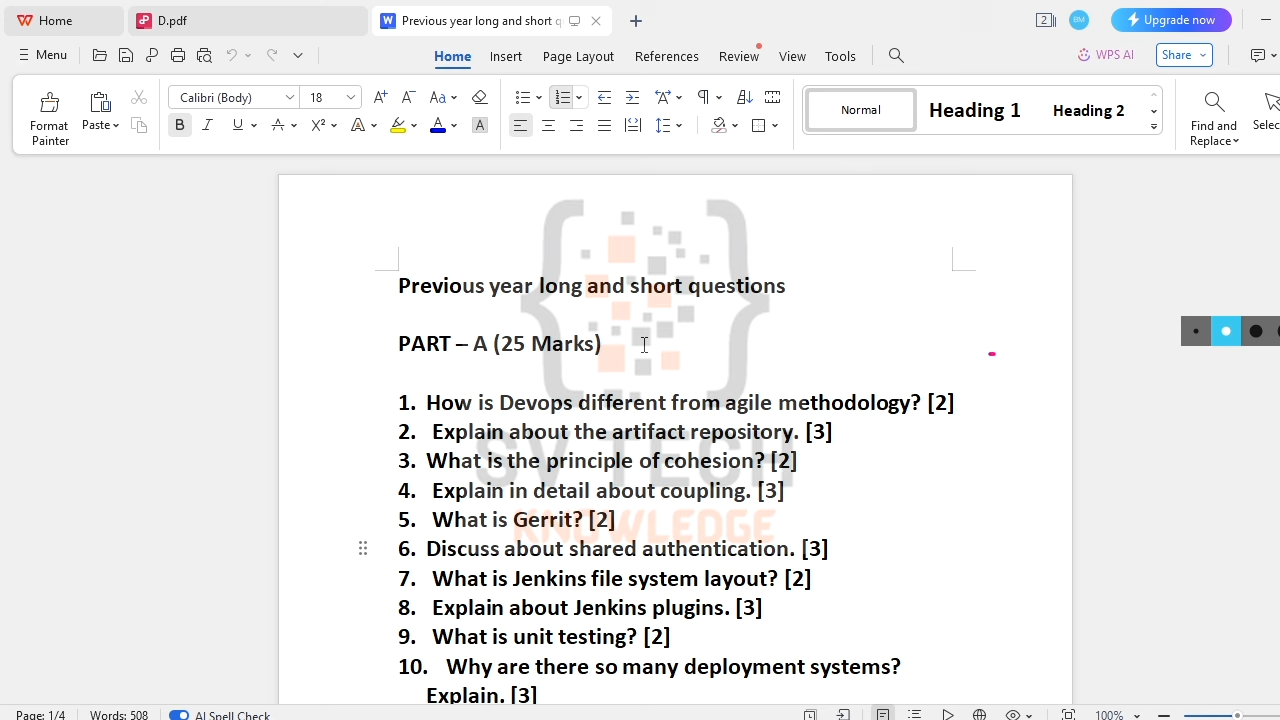 Home
D.pdf
Previous year long and short q
2
BM
Upgrade now
Menu
Home Insert Page Layout References Review View Tools
WPS AI
Share
Format Painter
Paste
Calibri (Body) 18
Normal
Heading 1
Heading 2
Find and Replace
Selec
Previous year long and short questions
PART – A (25 Marks)
1. How is Devops different from agile methodology? [2]
2. Explain about the artifact repository. [3]
3. What is the principle of cohesion? [2]
4. Explain in detail about coupling. [3]
5. What is Gerrit? [2]
6. Discuss about shared authentication. [3]
7. What is Jenkins file system layout? [2]
8. Explain about Jenkins plugins. [3]
9. What is unit testing? [2]
10. Why are there so many deployment systems?
Explain. [3]
SV TECH
KNOWLEDGE
Page: 1/4 Words: 508 AI Spell Check 100%